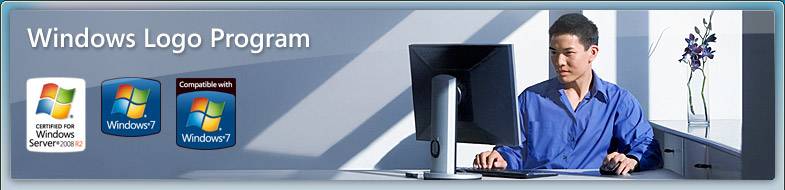 Windows Logo Program
CERTIFIED FOR
Windows
Server®2008 R2
Windows®7
Compatible with
Windows®7